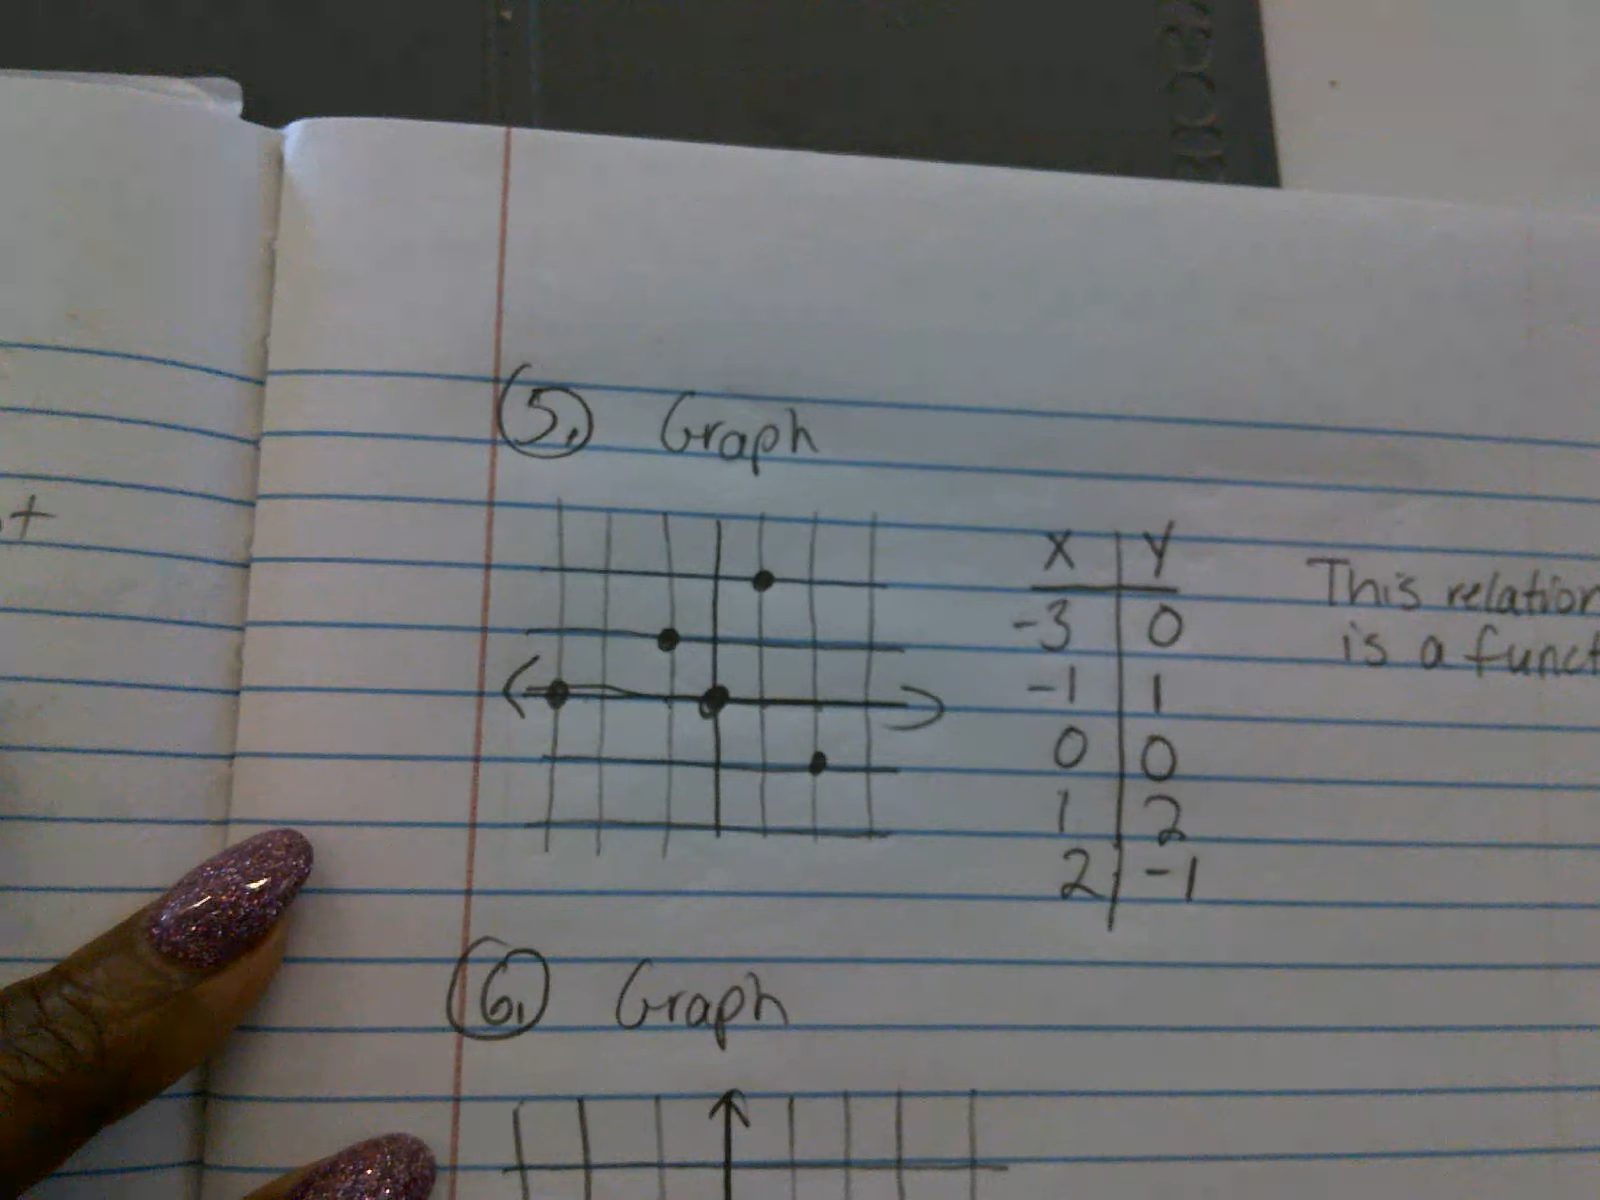 5. Graph
X Y
-3 0
-1 1
0 0
1 2
2 -1
This relation
is a funct
6. Graph